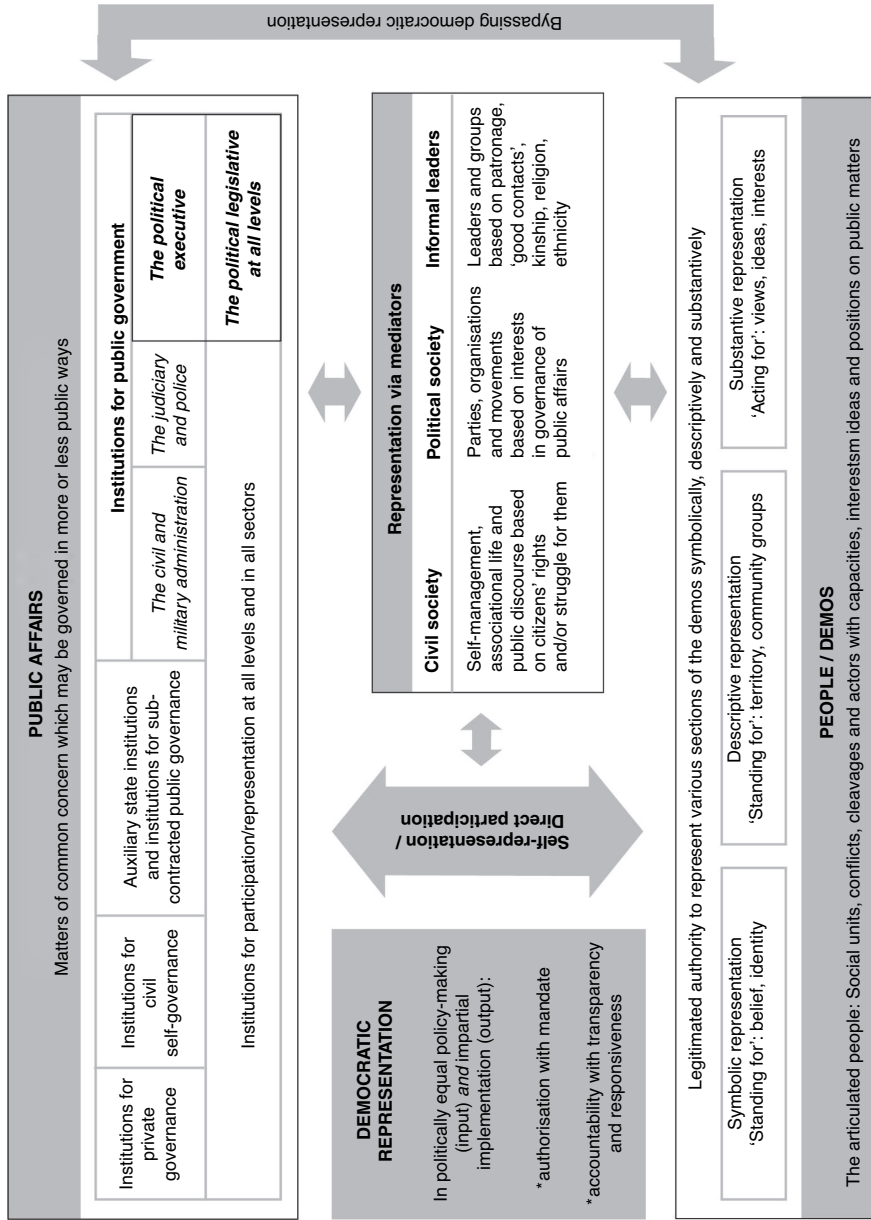 PUBLIC AFFAIRS
Matters of common concern which may be governed in more or less public ways
Institutions for
private
governance
Institutions for
civil
self-governance
Auxiliary state institutions
and institutions for sub-
contracted public governance
Institutions for public government
The civil and
military administration
The judiciary
and police
The political
executive
Institutions for participation/representation at all levels and in all sectors
The political legislative
at all levels
DEMOCRATIC
REPRESENTATION
In politically equal policy-making
(input) and impartial
implementation (output):
*authorisation with mandate
*accountability with transparency
and responsiveness
Self-representation /
Direct participation
Representation via mediators
Civil society
Self-management,
associational life and
public discourse based
on citizens’ rights
and/or struggle for them
Political society
Parties, organisations
and movements
based on interests
in governance of
public affairs
Informal leaders
Leaders and groups
based on patronage,
‘good contacts’,
kinship, religion,
ethnicity
Bypassing democratic representation
Legitimated authority to represent various sections of the demos symbolically, descriptively and substantively
Symbolic representation
‘Standing for’: belief, identity
Descriptive representation
‘Standing for’: territory, community groups
Substantive representation
‘Acting for’: views, ideas, interests
PEOPLE / DEMOS
The articulated people: Social units, conflicts, cleavages and actors with capacities, interestsm ideas and positions on public matters